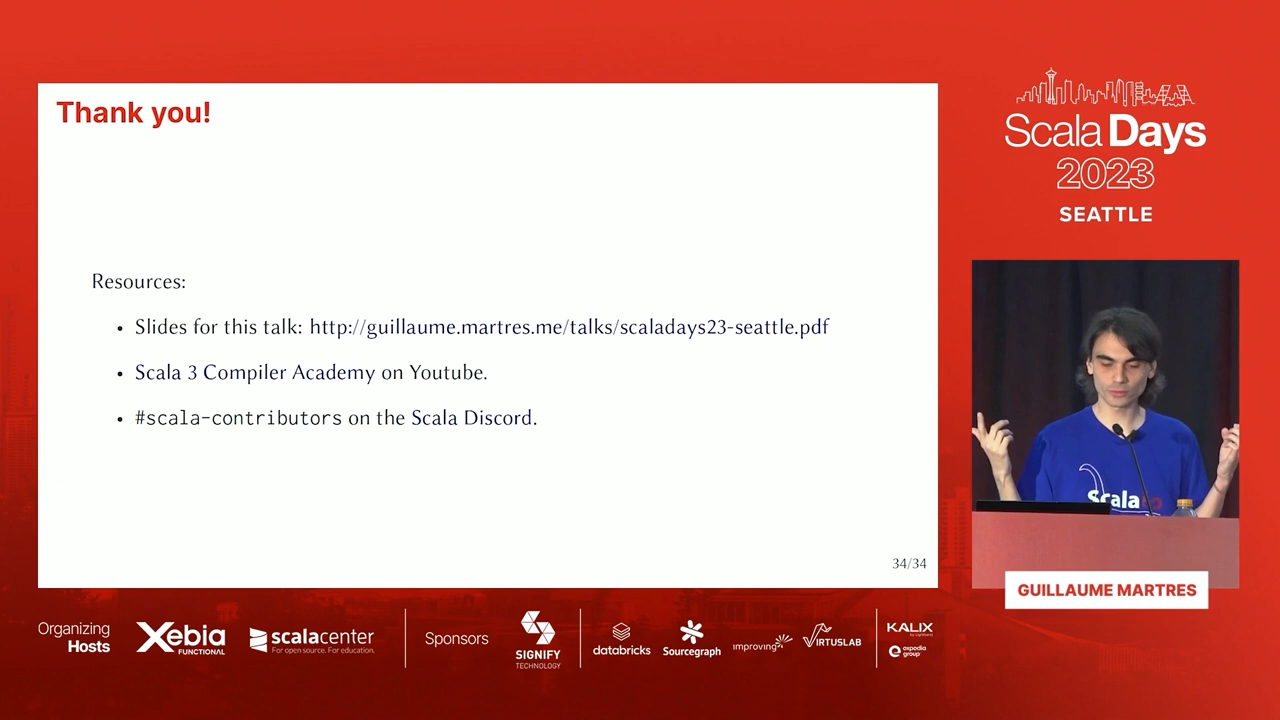 Thank you!
Resources:
• Slides for this talk: http://guillaume.martres.me/talks/scaladays23-seattle.pdf
• Scala 3 Compiler Academy on Youtube.
• #scala-contributors on the Scala Discord.
34/34
Scala Days
2023
SEATTLE
Scala
GUILLAUME MARTRES
Organizing
Hosts
Xebia
FUNCTIONAL
scalacenter
For open source. For education.
Sponsors
SIGNIFY
TECHNOLOGY
databricks
Sourcegraph
improving
VIRTUSLAB
KALIX
by lightbend
expedia
group